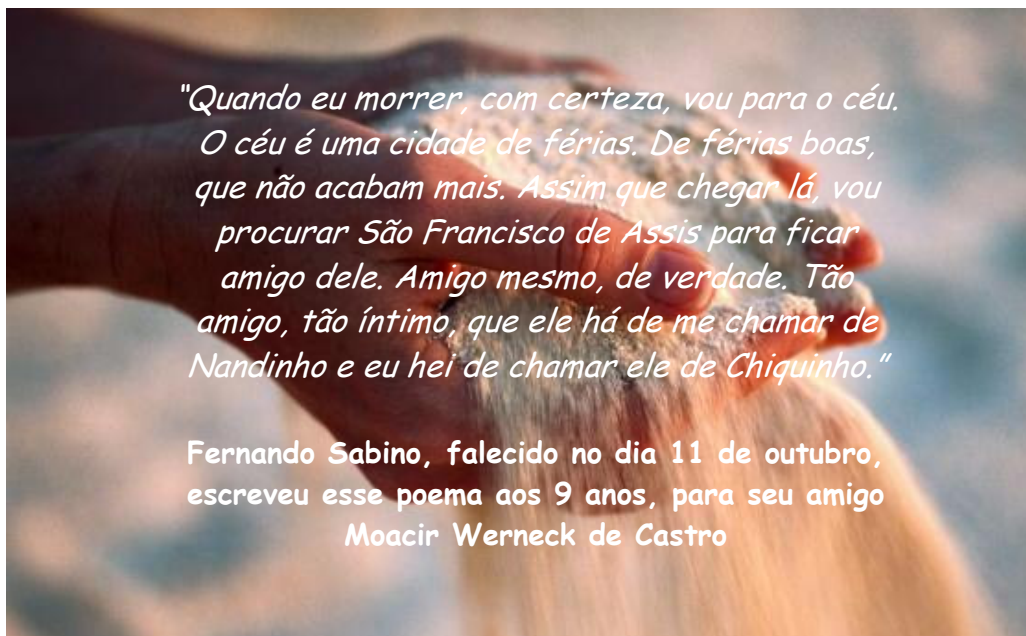 "Quando eu morrer, com certeza, vou para o céu.
O céu é uma cidade de férias. De férias boas,
que não acabam mais. Assim que chegar lá, vou
procurar São Francisco de Assis para ficar
amigo dele. Amigo mesmo, de verdade. Tão
amigo, tão íntimo, que ele há de me chamar de
Nandinho e eu hei de chamar ele de Chiquinho."
Fernando Sabino, falecido no dia 11 de outubro,
escreveu esse poema aos 9 anos, para seu amigo
Moacir Werneck de Castro